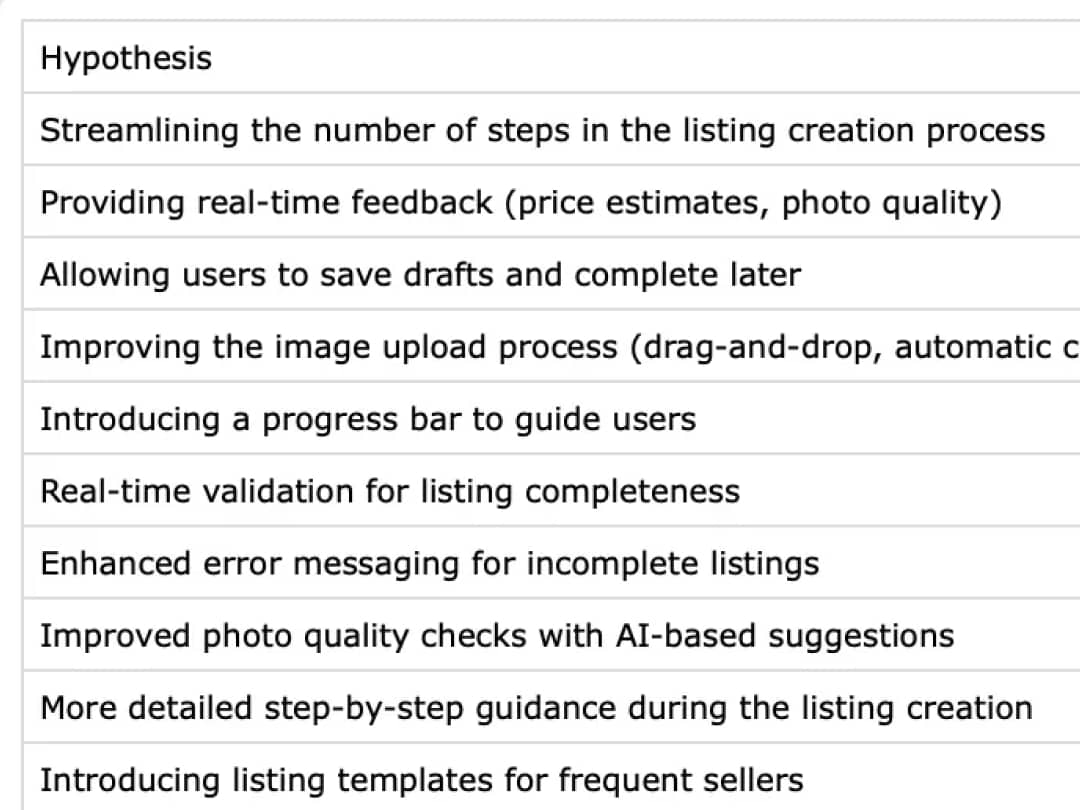 Hypothesis
Streamlining the number of steps in the listing creation process
Providing real-time feedback (price estimates, photo quality)
Allowing users to save drafts and complete later
Improving the image upload process (drag-and-drop, automatic
Introducing a progress bar to guide users
Real-time validation for listing completeness
Enhanced error messaging for incomplete listings
Improved photo quality checks with AI-based suggestions
More detailed step-by-step guidance during the listing creation
Introducing listing templates for frequent sellers